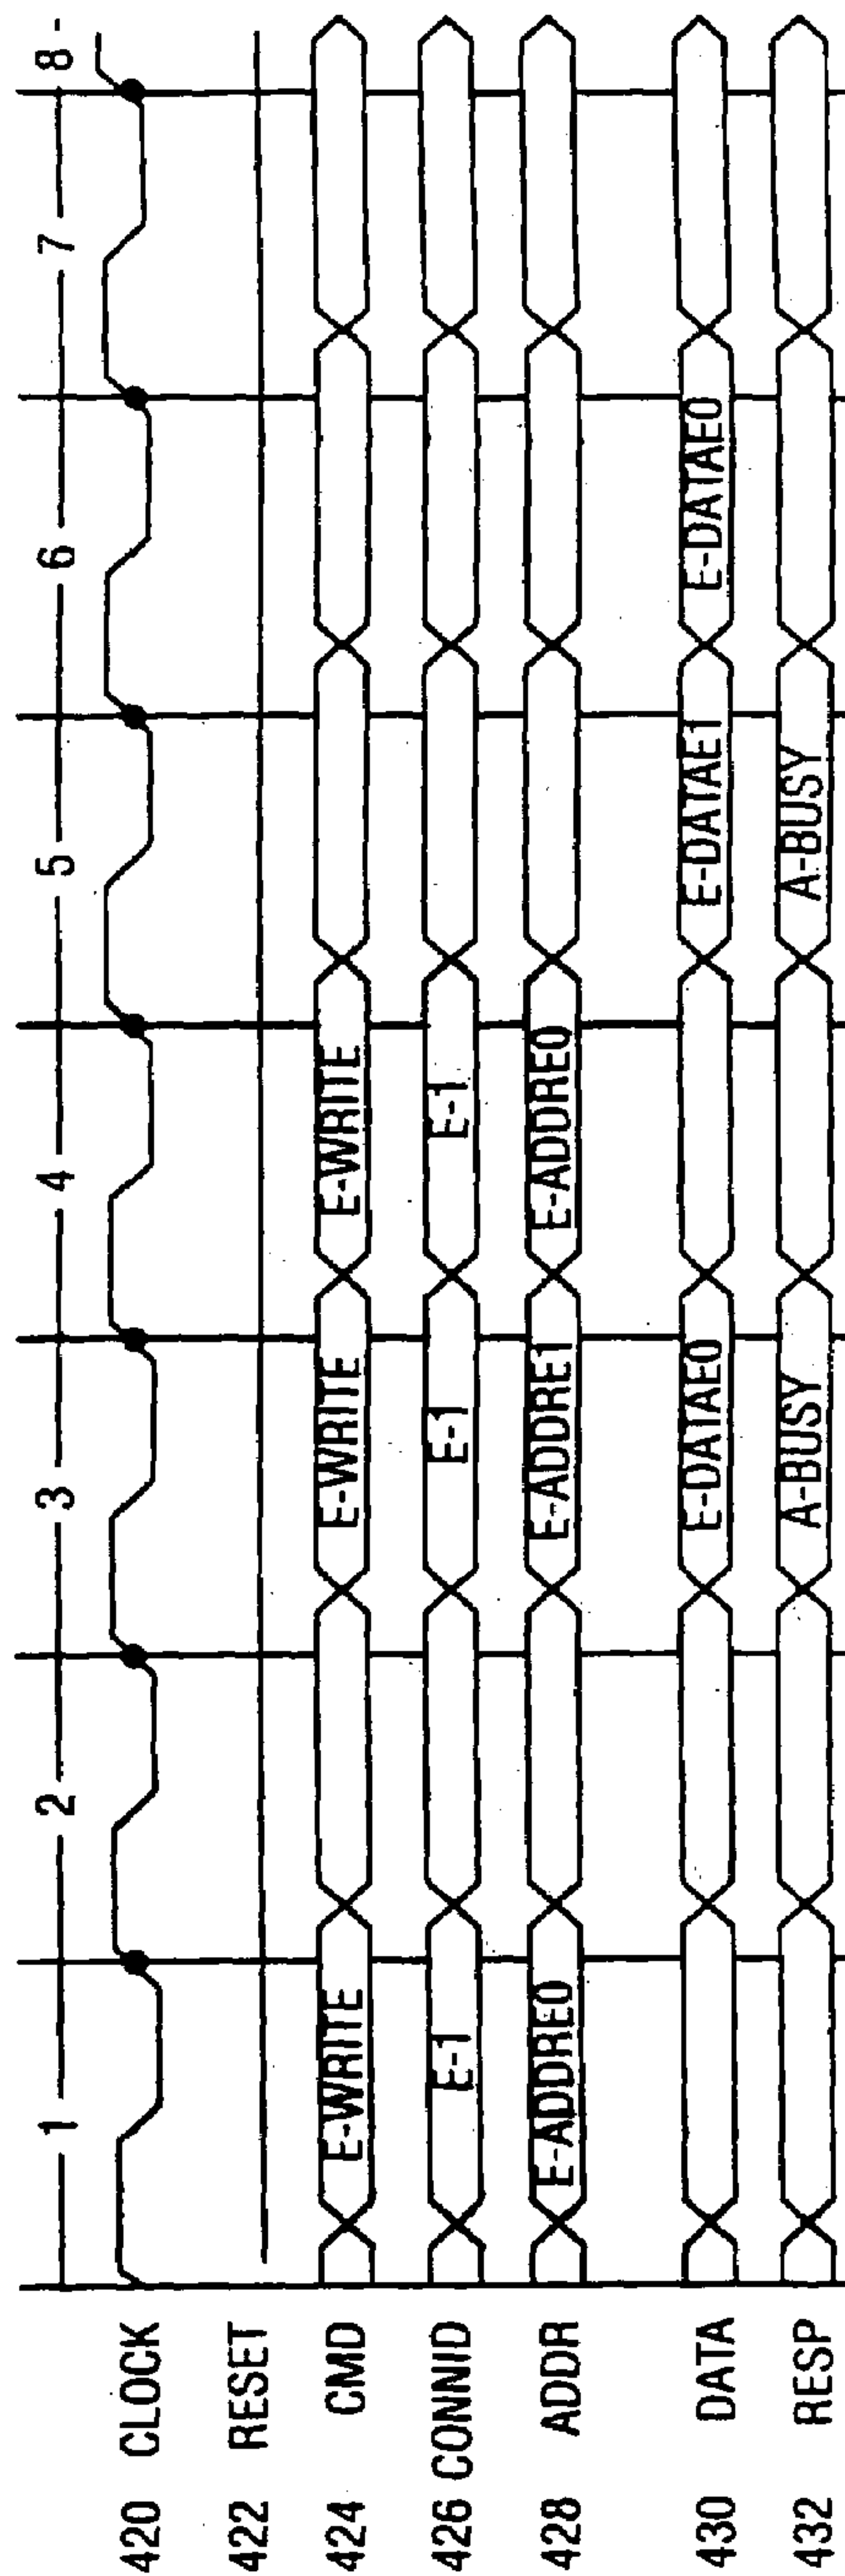 1 2 3 4 5 6 7 8
420 CLOCK
422 RESET
424 CMD E-WRITE E-WRITE E-WRITE
426 CONNID E-1 E-1 E-1
428 ADDR E-ADDRE0 E-ADDRE1 E-ADDRE0
430 DATA E-DATAE0 E-DATAE1 E-DATAE0
432 RESP A-BUSY A-BUSY